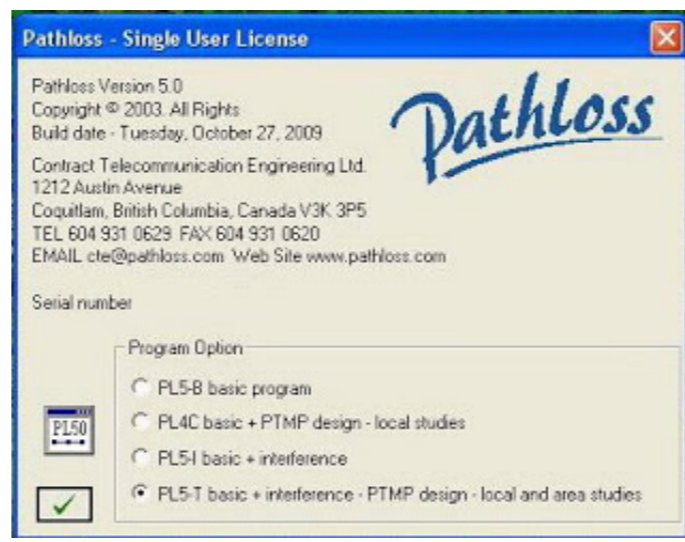 Pathloss - Single User License
Pathloss
Pathloss Version 5.0
Copyright © 2003. All Rights
Build date - Tuesday, October 27, 2009
Contract Telecommunication Engineering Ltd.
1212 Austin Avenue
Coquitlam, British Columbia, Canada V3K 3P5
TEL 604 931 0629 FAX 604 931 0620
EMAIL cte@pathloss.com Web Site www.pathloss.com
Serial number
Program Option
PL5-B basic program
PL4C basic + PTMP design - local studies
PL5-I basic + interference
PL5-T basic + interference - PTMP design - local and area studies
PL50